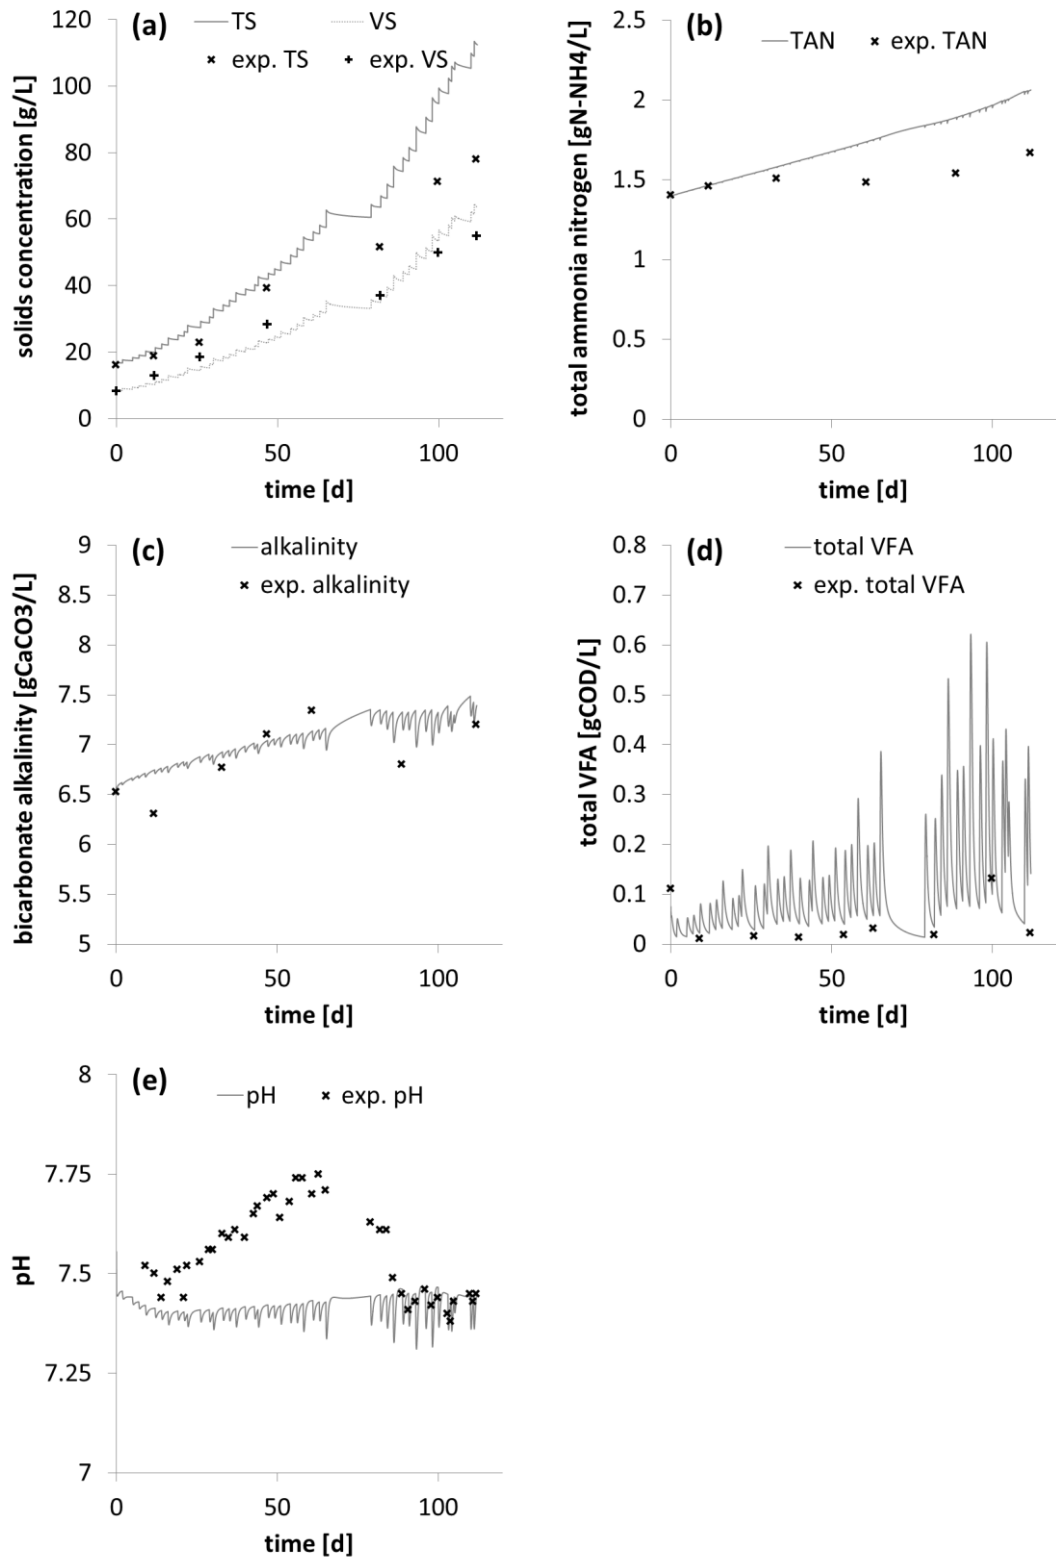 (a)
TS VS
exp. TS exp. VS
solids concentration [g/L]
120
100
80
60
40
20
0
0 50 100
time [d]
(b)
TAN exp. TAN
total ammonia nitrogen [gN-NH4/L]
2.5
2
1.5
1
0.5
0
0 50 100
time [d]
(c)
alkalinity
exp. alkalinity
bicarbonate alkalinity [gCaCO3/L]
9
8.5
8
7.5
7
6.5
6
5.5
5
0 50 100
time [d]
(d)
total VFA
exp. total VFA
total VFA [gCOD/L]
0.8
0.7
0.6
0.5
0.4
0.3
0.2
0.1
0
0 50 100
time [d]
(e)
pH exp. pH
pH
8
7.75
7.5
7.25
7
0 50 100
time [d]